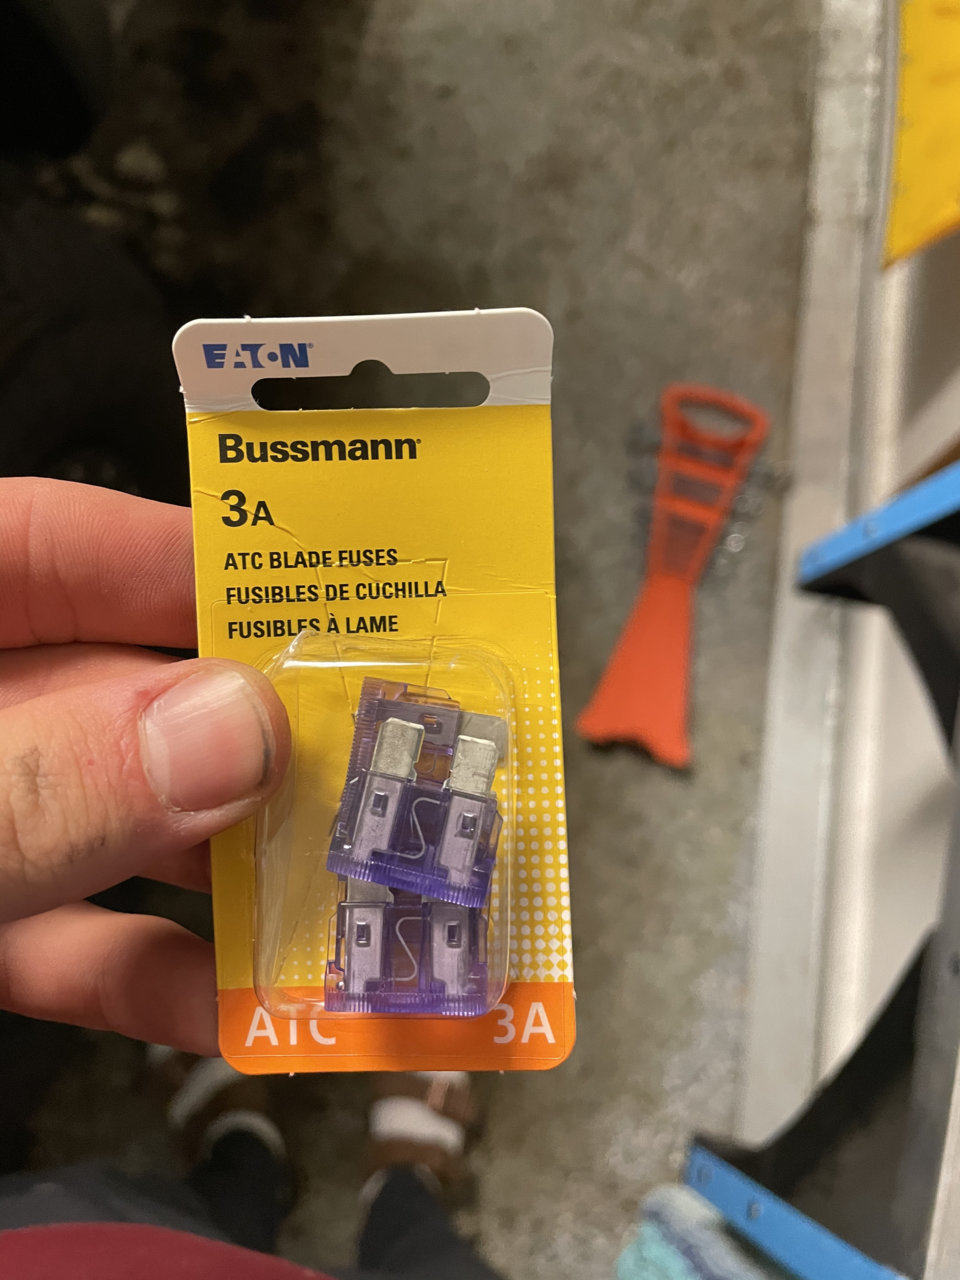 EATON®
Bussmann®
3A
ATC BLADE FUSES
FUSIBLES DE CUCHILLA
FUSIBLES À LAME
ATC 3A